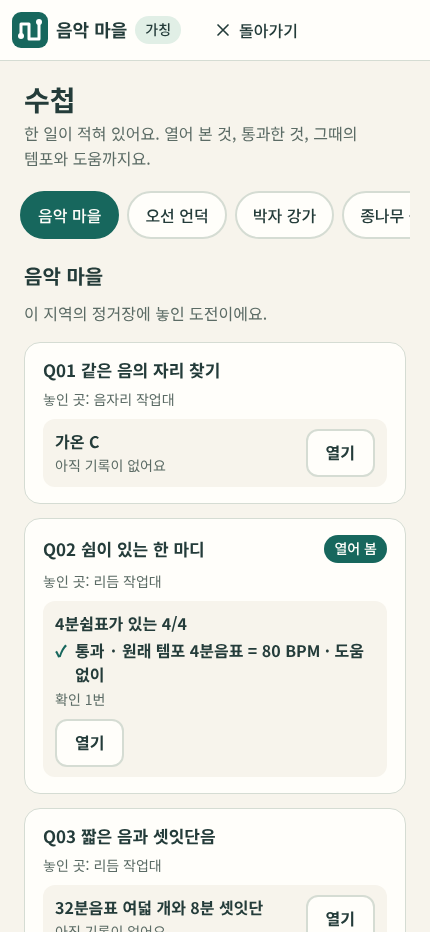 음악 마을 가칭 돌아가기
수첩
한 일이 적혀 있어요. 열어 본 것, 통과한 것, 그때의
템포와 도움까지요.
음악 마을 오선 언덕 박자 강가 종나무
음악 마을
이 지역의 정거장에 놓인 도전이에요.
Q01 같은 음의 자리 찾기
놓인 곳: 음자리 작업대
가온 C
아직 기록이 없어요
열기
Q02 쉼이 있는 한 마디
열어 봄
놓인 곳: 리듬 작업대
4분쉼표가 있는 4/4
✓ 통과 · 원래 템포 4분음표 = 80 BPM · 도움
없이
확인 1번
열기
Q03 짧은 음과 셋잇단음
놓인 곳: 리듬 작업대
32분음표 여덟 개와 8분 셋잇단
열기
아직 기록이 없어요